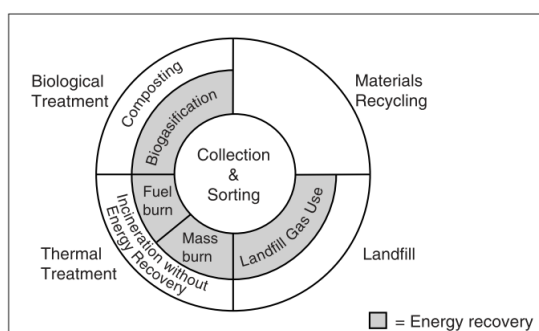 Biological
Treatment
Composting
Biogasification
Materials
Recycling
Collection
&
Sorting
Fuel
burn
Mass
burn
Incineration without
Energy Recovery
Landfill Gas Use
Thermal
Treatment
Landfill
= Energy recovery